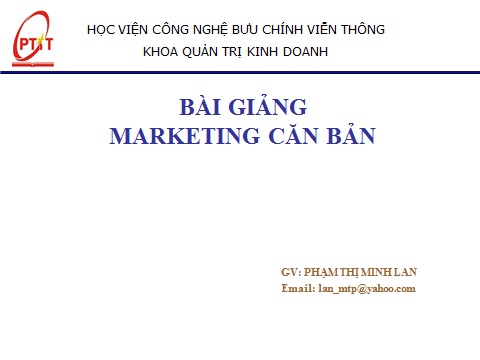 PTIT
HỌC VIỆN CÔNG NGHỆ BƯU CHÍNH VIỄN THÔNG
KHOA QUẢN TRỊ KINH DOANH
BÀI GIẢNG
MARKETING CĂN BẢN
GV: PHẠM THỊ MINH LAN
Email: lan_mtp@yahoo.com